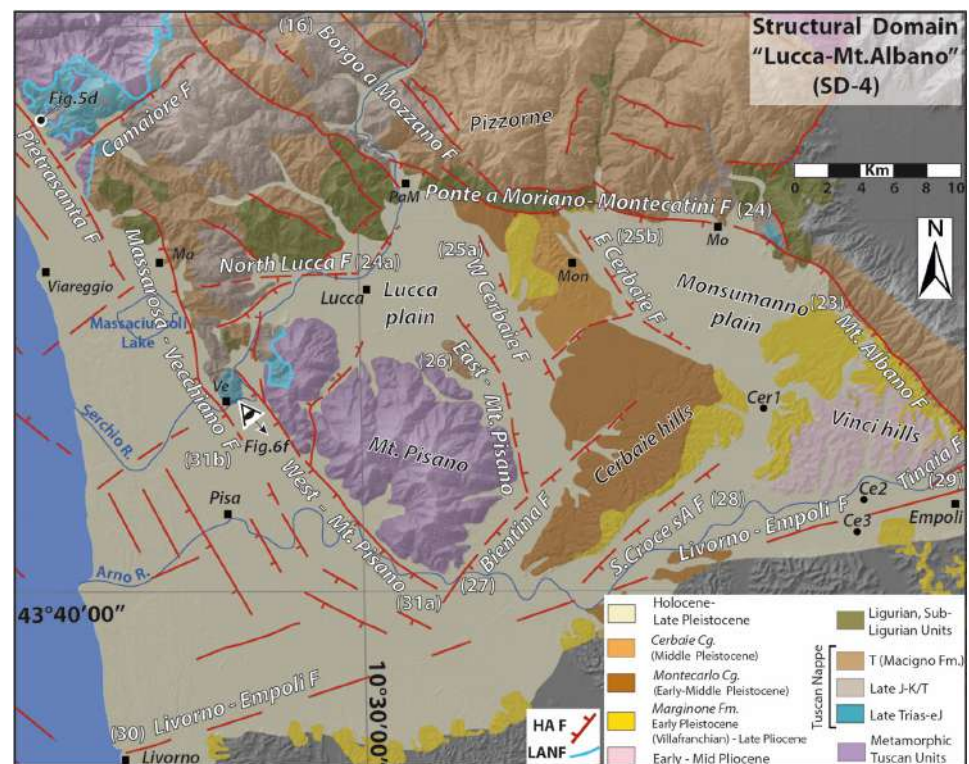 Structural Domain
"Lucca-Mt.Albano"
(SD-4)
Km
0 2 4 6 8 10
N
(16)
Borgo a Mozzano F
Fig.5d
Camaiore F
Pizzorne
Pietrasanta F
PaM
Ponte a Moriano- Montecatini F (24)
Mo
Ma
North Lucca F (24a)
(25a)
W Cerbaie F
Mon
(25b)
E Cerbaie F
Viareggio
Lucca
Lucca
plain
Monsumanno
plain
(23)
Mt. Albano F
Massaciuccoli
Lake
Massarosa - Vecchiano F
(26)
East - Mt. Pisano
Ve
Fig.6f
Cer1
Serchio R.
Mt. Pisano
Cerbaie hills
Vinci hills
(31b)
West - Mt. Pisano
Pisa
Bientina F
S.Croce sA F (28)
Tinaia F
(29)
Ce2
Ce3
Empoli
Livorno - Empoli F
Arno R.
(27)
(31a)
43°40'00"
10°30'00"
(30) Livorno - Empoli F
Livorno
HA F
LANF
Holocene-
Late Pleistocene
Cerbaie Cg.
(Middle Pleistocene)
Montecarlo Cg.
(Early-Middle Pleistocene)
Marginone Fm.
Early Pleistocene
(Villafranchian) - Late Pliocene
Early - Mid Pliocene
Ligurian, Sub-
Ligurian Units
Tuscan Nappe
T (Macigno Fm.)
Late J-K/T
Late Trias-eJ
Metamorphic
Tuscan Units